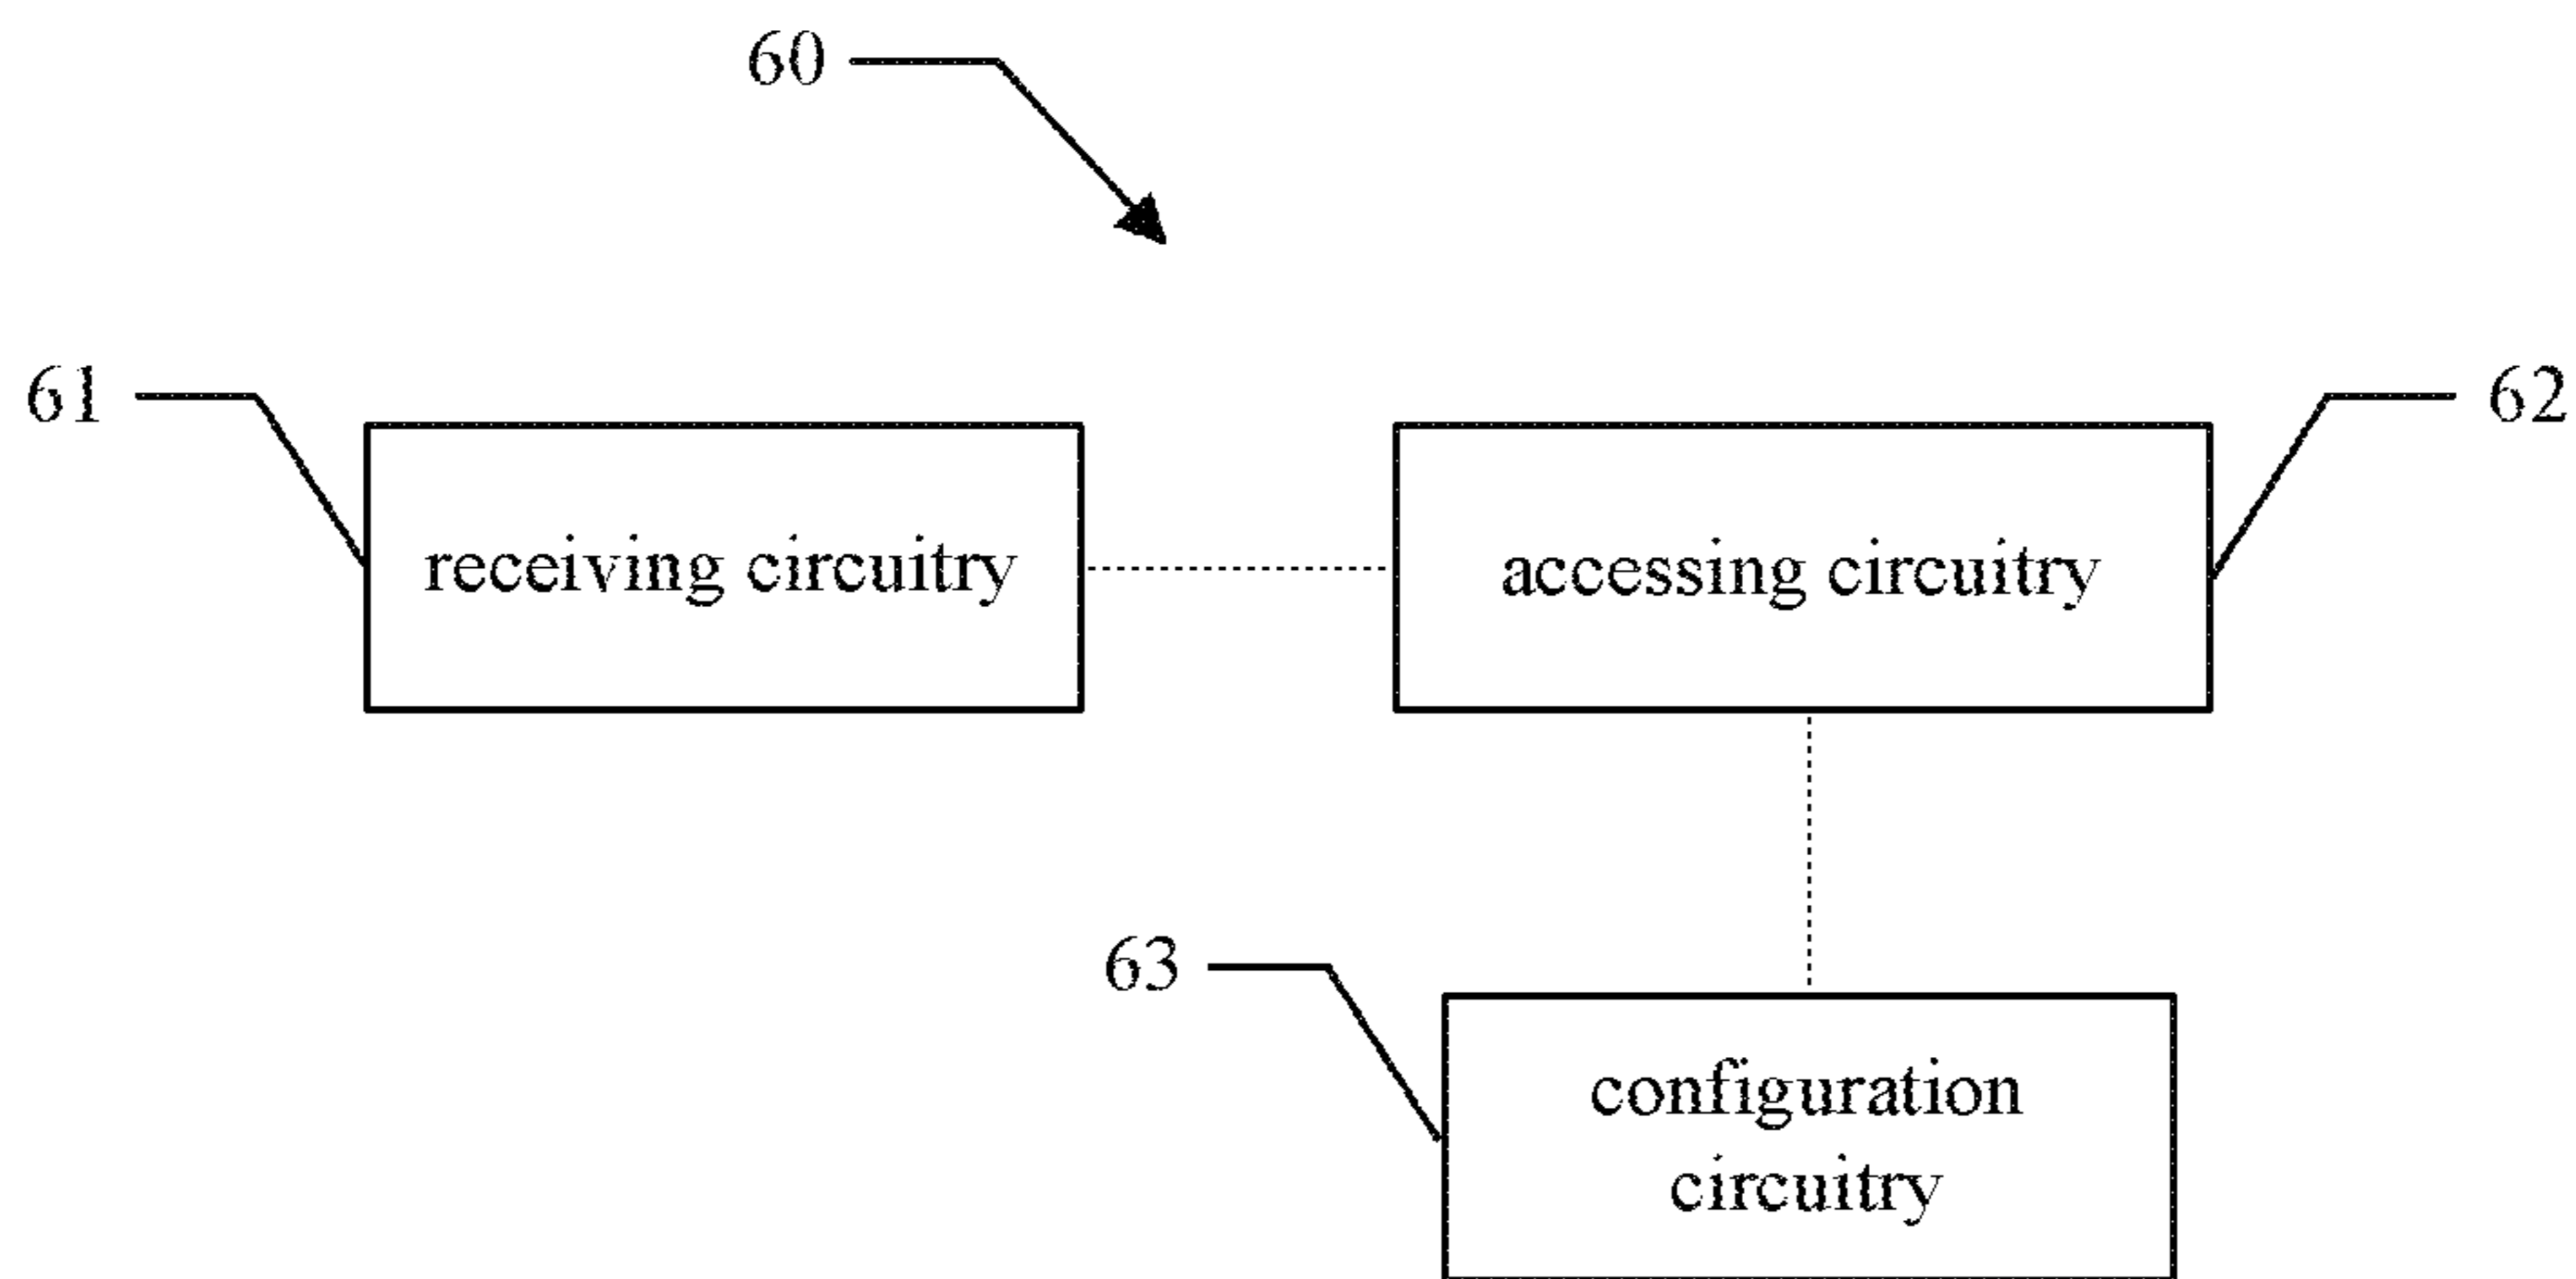 60
61
62
receiving circuitry
accessing circuitry
63
configuration
circuitry